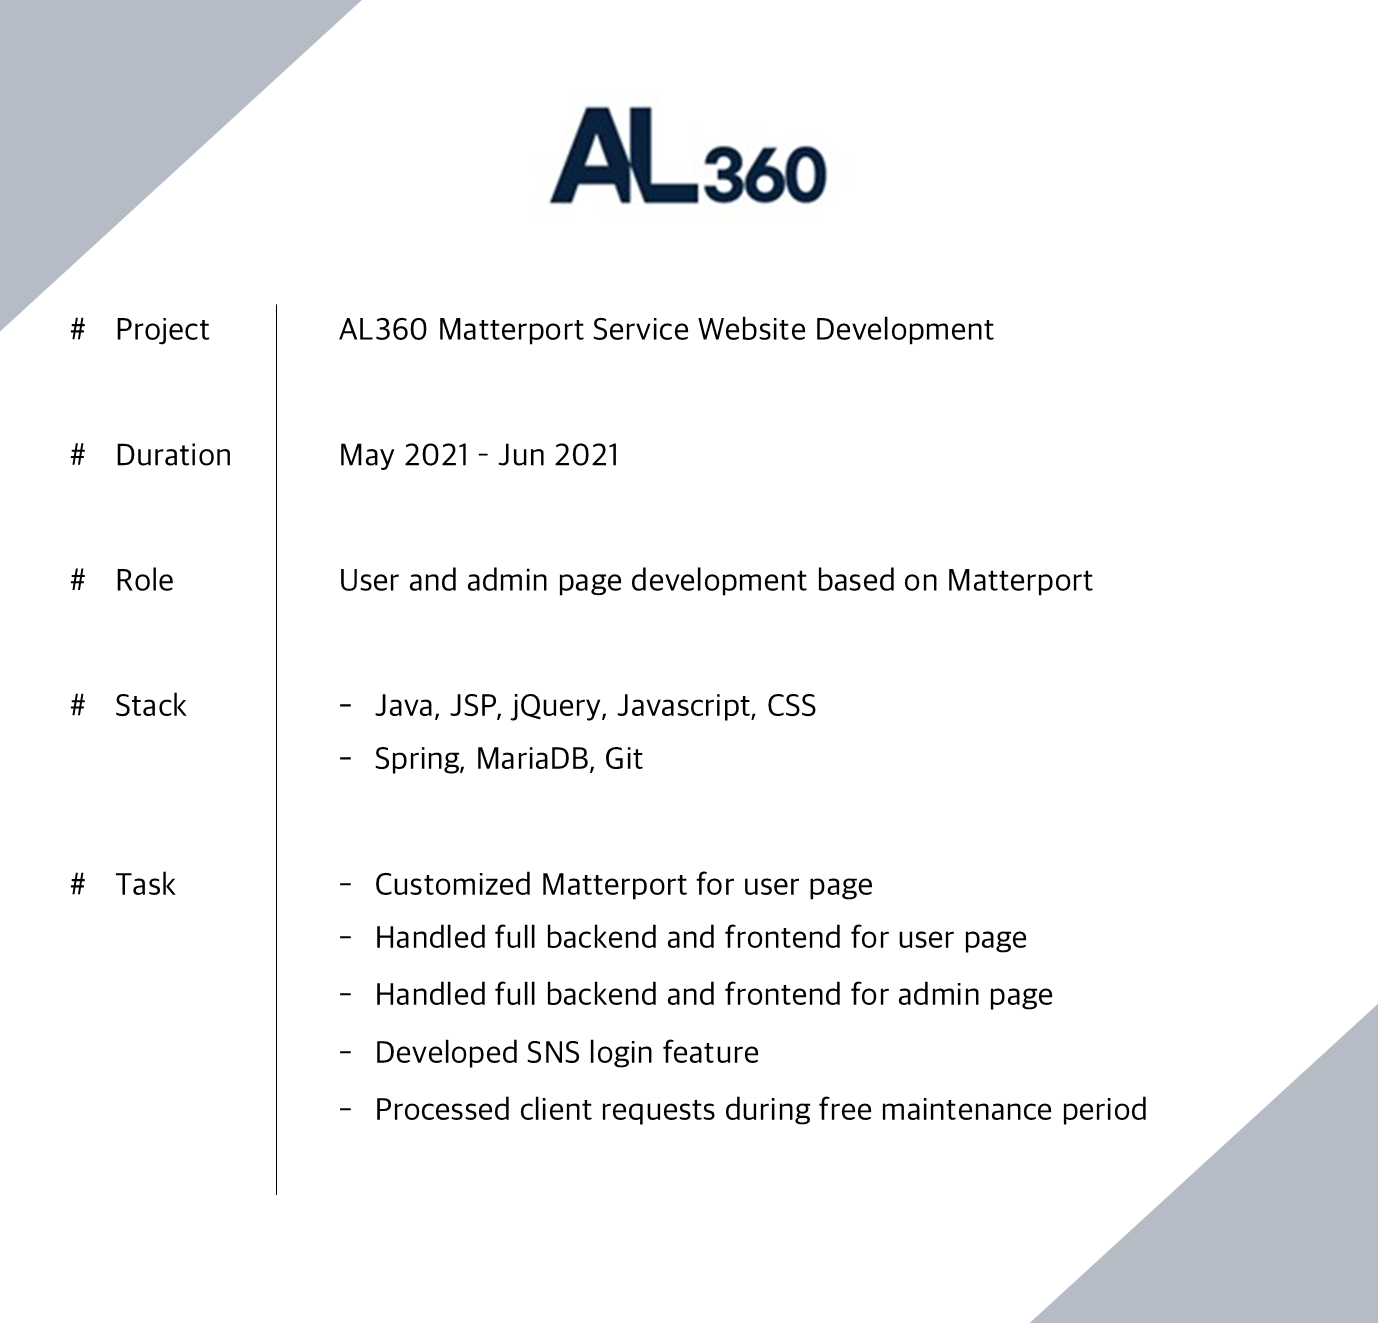 AL360
# Project AL360 Matterport Service Website Development
# Duration May 2021 - Jun 2021
# Role User and admin page development based on Matterport
# Stack - Java, JSP, jQuery, Javascript, CSS
- Spring, MariaDB, Git
# Task - Customized Matterport for user page
- Handled full backend and frontend for user page
- Handled full backend and frontend for admin page
- Developed SNS login feature
- Processed client requests during free maintenance period